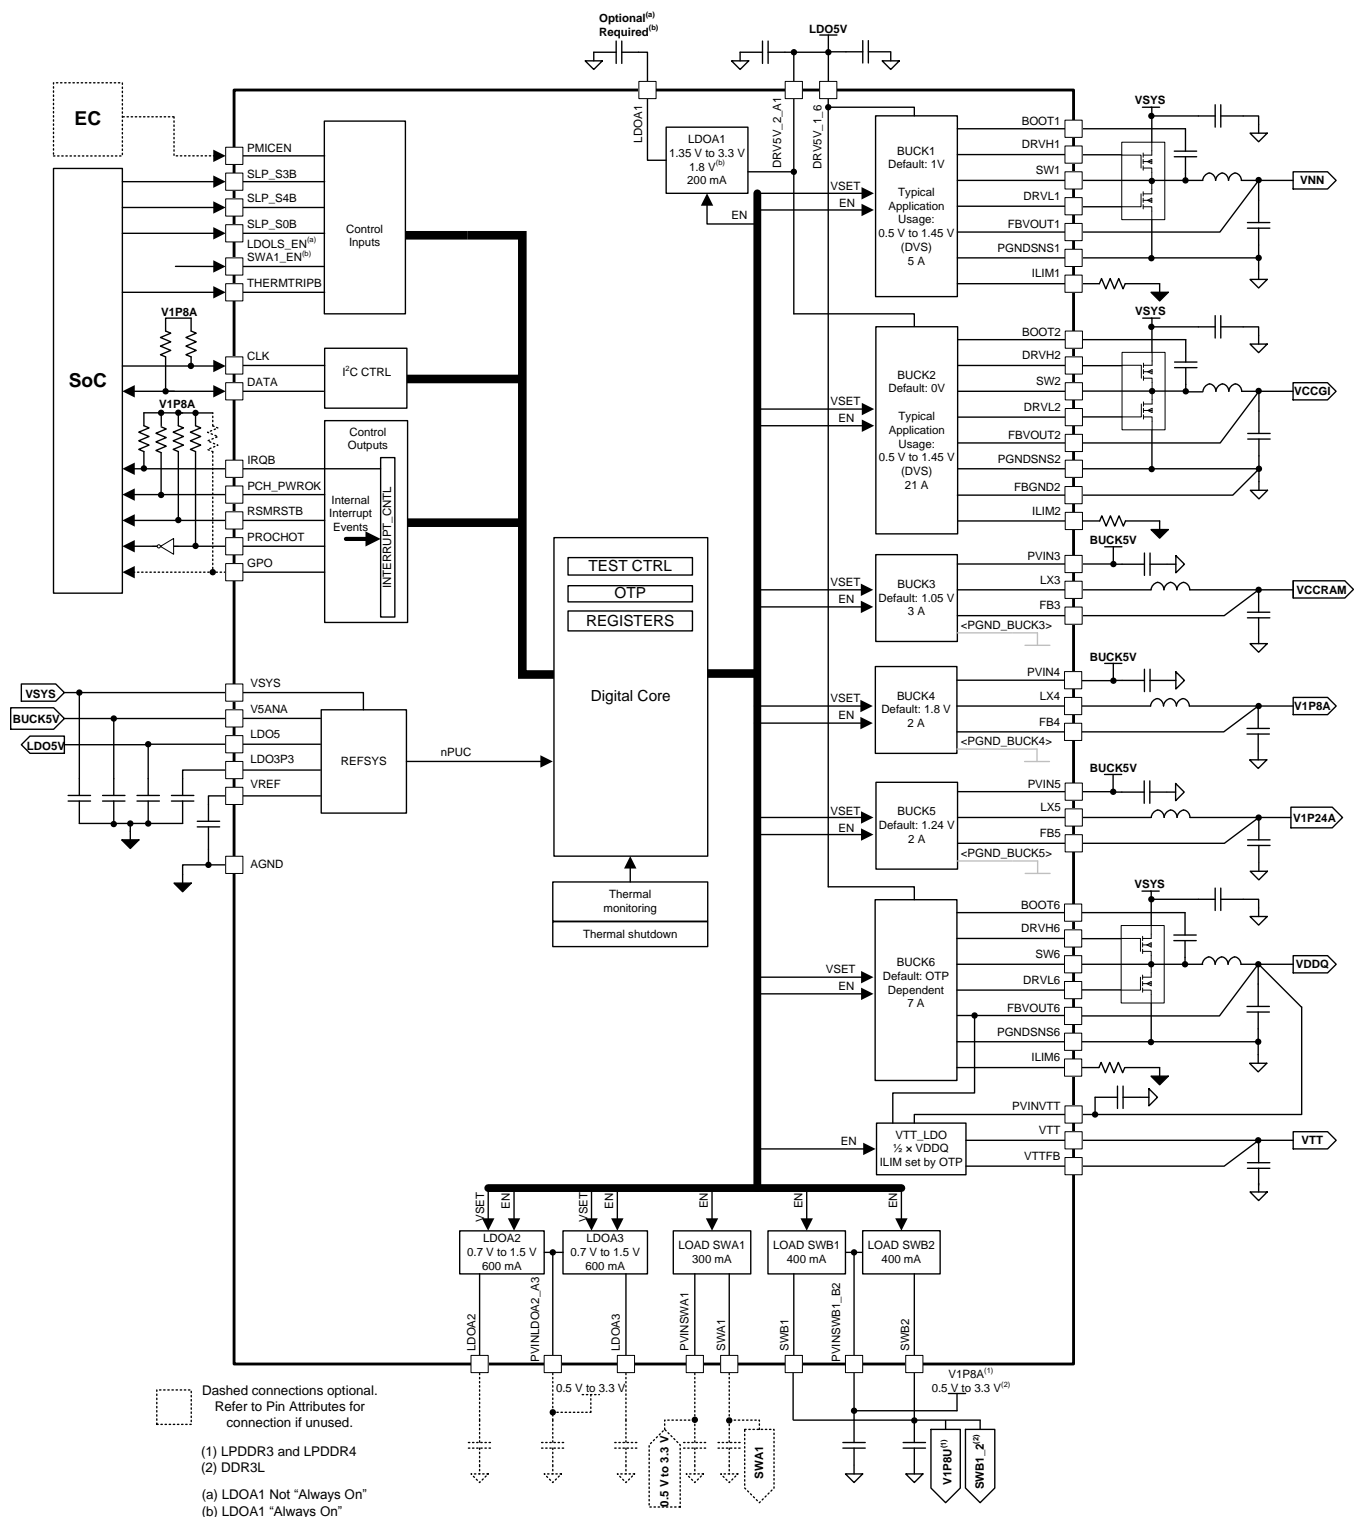 Optional(a)
Required(b)
LDO5V
LDOA1
DRV5V_2_A1
DRV5V_1_6
EC
PMICEN
SLP_S3B
SLP_S4B
SLP_S0B
LDOLS_EN(a)
SWA1_EN(b)
THERMTRIPB
Control
Inputs
SoC
V1P8A
CLK
DATA
I2C CTRL
V1P8A
IRQB
PCH_PWROK
RSMRSTB
PROCHOT
GPO
Control
Outputs
Internal
Interrupt
Events
INTERRUPT_CNTL
VSYS
BUCK5V
LDO5V
VSYS
V5ANA
LDO5
LDO3P3
VREF
AGND
REFSYS
nPUC
TEST CTRL
OTP
REGISTERS
Digital Core
Thermal
monitoring
Thermal shutdown
LDOA1
1.35 V to 3.3 V
1.8 V(b)
200 mA
EN
VSET
EN
BUCK1
Default: 1V
Typical
Application
Usage:
0.5 V to 1.45 V
(DVS)
5 A
BOOT1
DRVH1
SW1
DRVL1
FBVOUT1
PGNDSNS1
ILIM1
VSYS
VNN
VSET
EN
BUCK2
Default: 0V
Typical
Application
Usage:
0.5 V to 1.45 V
(DVS)
21 A
BOOT2
DRVH2
SW2
DRVL2
FBVOUT2
PGNDSNS2
FBGND2
ILIM2
VSYS
VCCGI
VSET
EN
BUCK3
Default: 1.05 V
3 A
PVIN3
LX3
FB3
<PGND_BUCK3>
BUCK5V
VCCRAM
VSET
EN
BUCK4
Default: 1.8 V
2 A
PVIN4
LX4
FB4
<PGND_BUCK4>
BUCK5V
V1P8A
VSET
EN
BUCK5
Default: 1.24 V
2 A
PVIN5
LX5
FB5
<PGND_BUCK5>
BUCK5V
V1P24A
VSET
EN
BUCK6
Default: OTP
Dependent
7 A
BOOT6
DRVH6
SW6
DRVL6
FBVOUT6
PGNDSNS6
ILIM6
VSYS
VDDQ
EN
VTT_LDO
½ × VDDQ
ILIM set by OTP
PVINVTT
VTT
VTTFB
VTT
VSET
EN
VSET
EN
EN
EN
EN
LDOA2
0.7 V to 1.5 V
600 mA
LDOA3
0.7 V to 1.5 V
600 mA
LOAD SWA1
300 mA
LOAD SWB1
400 mA
LOAD SWB2
400 mA
LDOA2
PVINLDOA2_A3
LDOA3
PVINSWA1
SWA1
SWB1
PVINSWB1_B2
SWB2
0.5 V to 3.3 V
V1P8A(1)
0.5 V to 3.3 V(2)
0.5 V to 3.3 V
SWA1
V1P8U(1)
SWB1_2(2)
Dashed connections optional.
Refer to Pin Attributes for
connection if unused.
(1) LPDDR3 and LPDDR4
(2) DDR3L
(a) LDOA1 Not “Always On”
(b) LDOA1 “Always On”